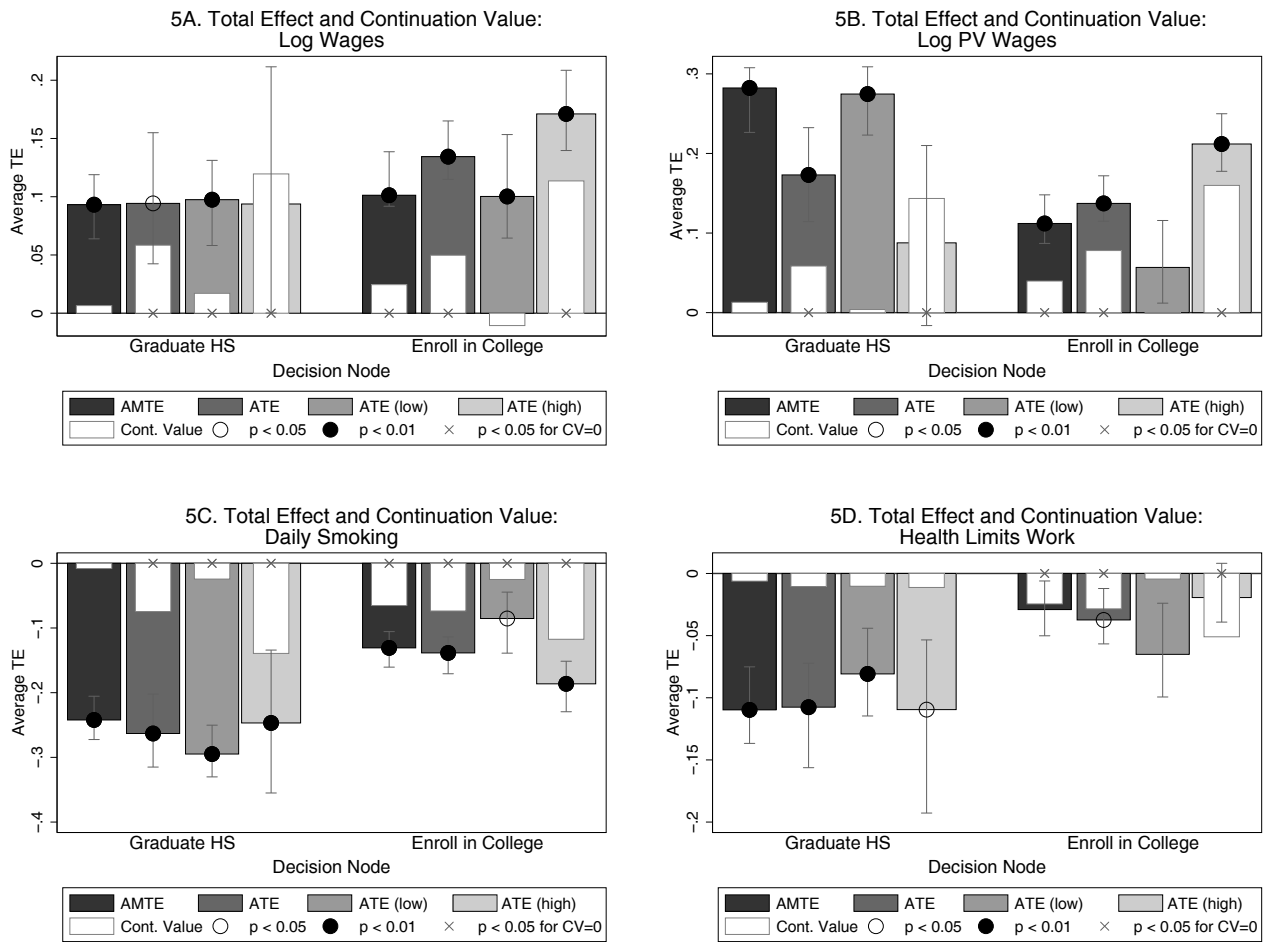 5A. Total Effect and Continuation Value:
Log Wages
Average TE
.2
.15
.1
.05
0
Graduate HS Enroll in College
Decision Node
AMTE ATE ATE (low) ATE (high)
Cont. Value p < 0.05 p < 0.01 p < 0.05 for CV=0
5B. Total Effect and Continuation Value:
Log PV Wages
Average TE
.3
.2
.1
0
Graduate HS Enroll in College
Decision Node
AMTE ATE ATE (low) ATE (high)
Cont. Value p < 0.05 p < 0.01 p < 0.05 for CV=0
5C. Total Effect and Continuation Value:
Daily Smoking
Average TE
0
−.1
−.2
−.3
−.4
Graduate HS Enroll in College
Decision Node
AMTE ATE ATE (low) ATE (high)
Cont. Value p < 0.05 p < 0.01 p < 0.05 for CV=0
5D. Total Effect and Continuation Value:
Health Limits Work
Average TE
0
−.05
−.1
−.15
−.2
Graduate HS Enroll in College
Decision Node
AMTE ATE ATE (low) ATE (high)
Cont. Value p < 0.05 p < 0.01 p < 0.05 for CV=0